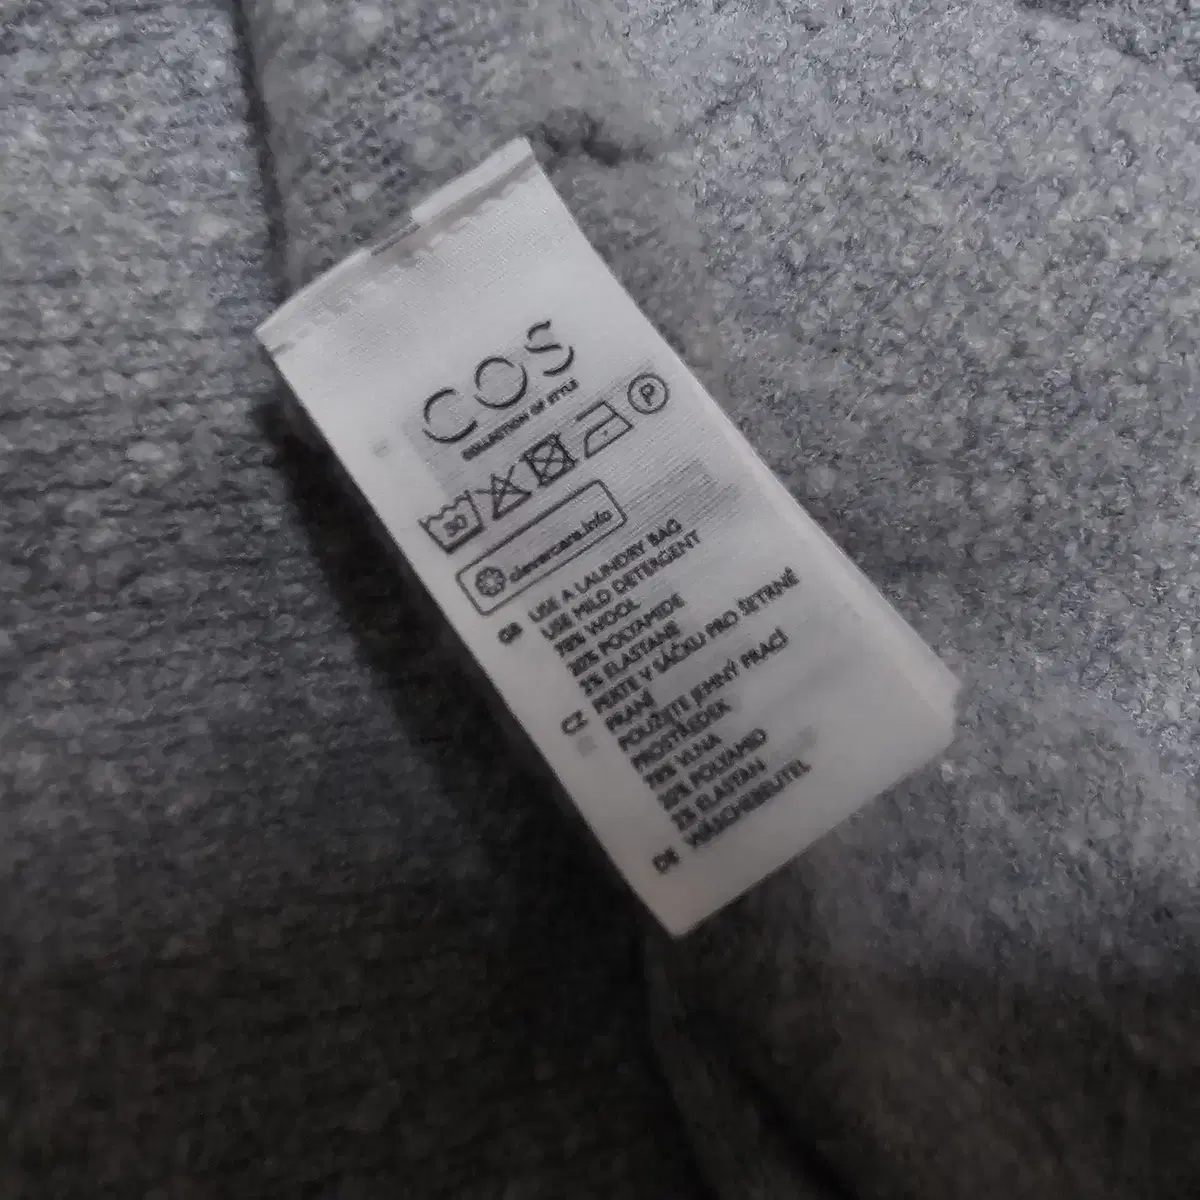 COS
COLLECTION OF STYLE
30
P
clevercare.info
GB USE A LAUNDRY BAG
USE MILD DETERGENT
78% WOOL
20% POLYAMIDE
2% ELASTANE
CZ PERTE V SÁČKU PRO ŠETRNÉ
PRANÍ
POUŽIJTE JEMNÝ PRACÍ
PROSTŘEDEK
78% VLNA
20% POLYAMID
2% ELASTAN
DE WÄSCHEBEUTEL